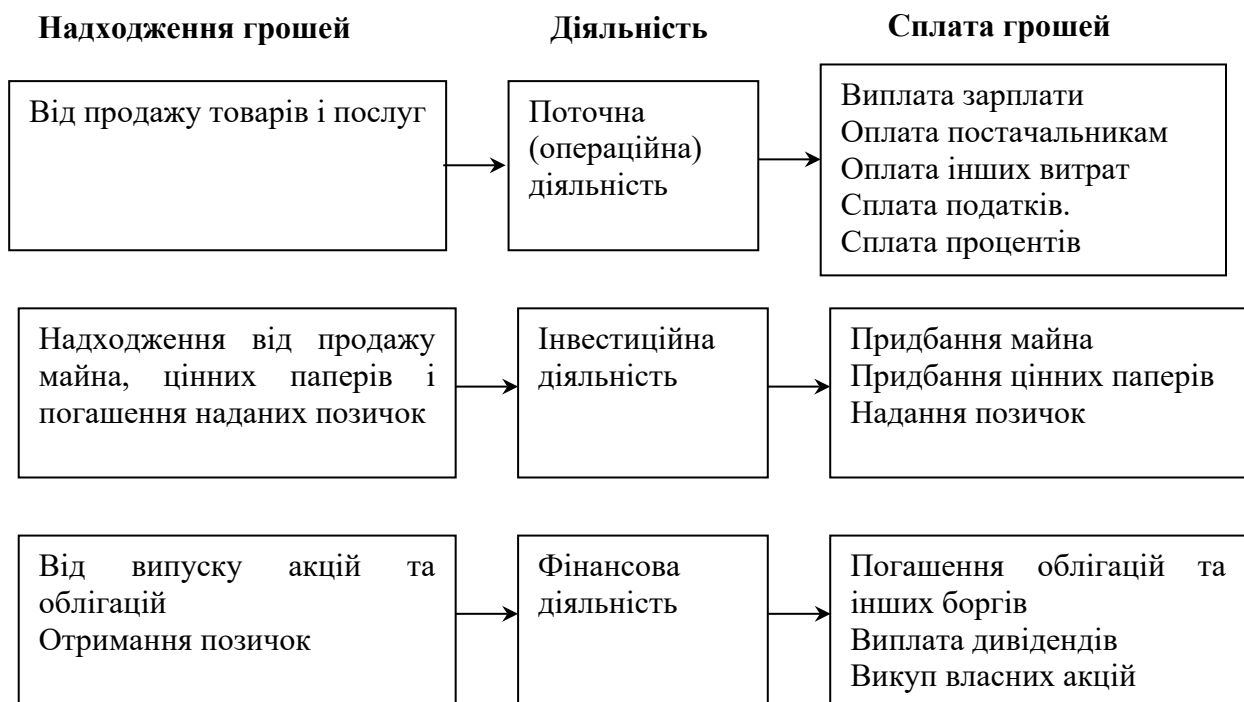 Надходження грошей
Діяльність
Сплата грошей
Від продажу товарів і послуг
Поточна
(операційна)
діяльність
Виплата зарплати
Оплата постачальникам
Оплата інших витрат
Сплата податків.
Сплата процентів
Надходження від продажу
майна, цінних паперів і
погашення наданих позичок
Інвестиційна
діяльність
Придбання майна
Придбання цінних паперів
Надання позичок
Від випуску акцій та
облігацій
Отримання позичок
Фінансова
діяльність
Погашення облігацій та
інших боргів
Виплата дивідендів
Викуп власних акцій